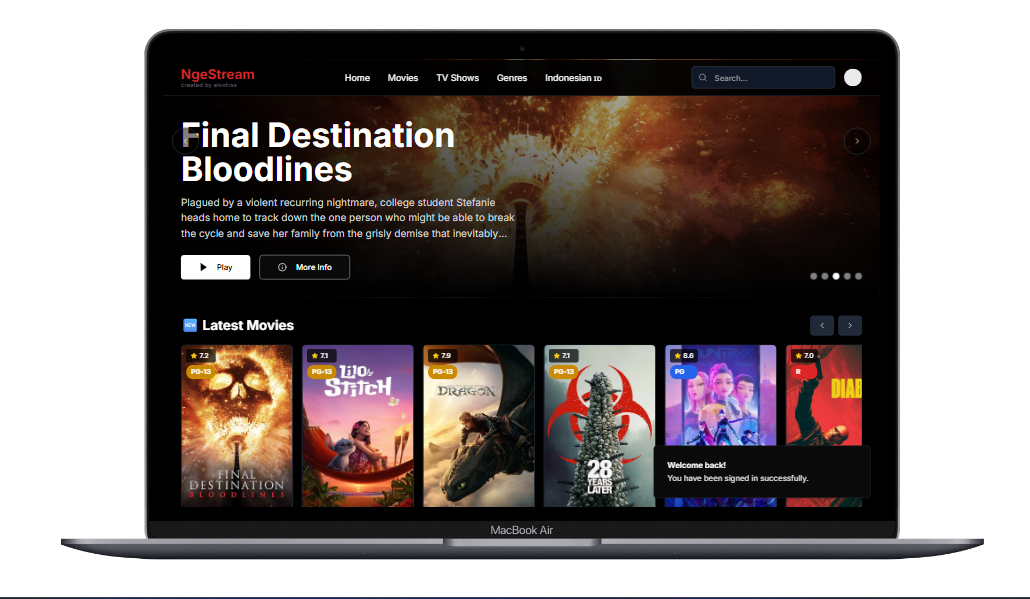 NgeStream
created by alvnfrss
Home Movies TV Shows Genres Indonesian ID
Search...
Final Destination
Bloodlines
Plagued by a violent recurring nightmare, college student Stefanie
heads home to track down the one person who might be able to break
the cycle and save her family from the grisly demise that inevitably...
Play
More Info
NEW Latest Movies
7.2
PG-13
FINAL
DESTINATION
BLOODLINES
7.1
PG-13
Lilo &
Stitch
7.9
PG-13
DRAGON
7.1
PG-13
28
YEARS
LATER
8.6
PG
7.0
R
DIAB
Welcome back!
You have been signed in successfully.
MacBook Air